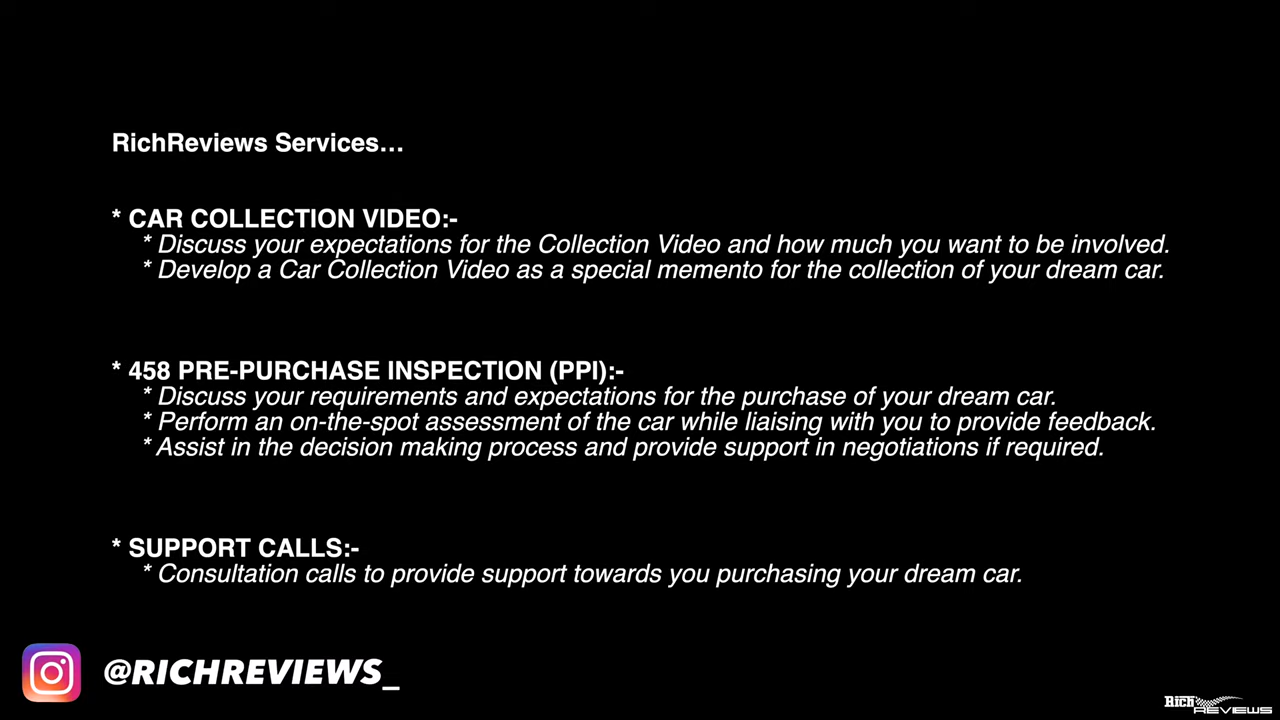 RichReviews Services…
* CAR COLLECTION VIDEO:-
* Discuss your expectations for the Collection Video and how much you want to be involved.
* Develop a Car Collection Video as a special memento for the collection of your dream car.
* 458 PRE-PURCHASE INSPECTION (PPI):-
* Discuss your requirements and expectations for the purchase of your dream car.
* Perform an on-the-spot assessment of the car while liaising with you to provide feedback.
* Assist in the decision making process and provide support in negotiations if required.
* SUPPORT CALLS:-
* Consultation calls to provide support towards you purchasing your dream car.
@RICHREVIEWS_
Rich
REVIEWS